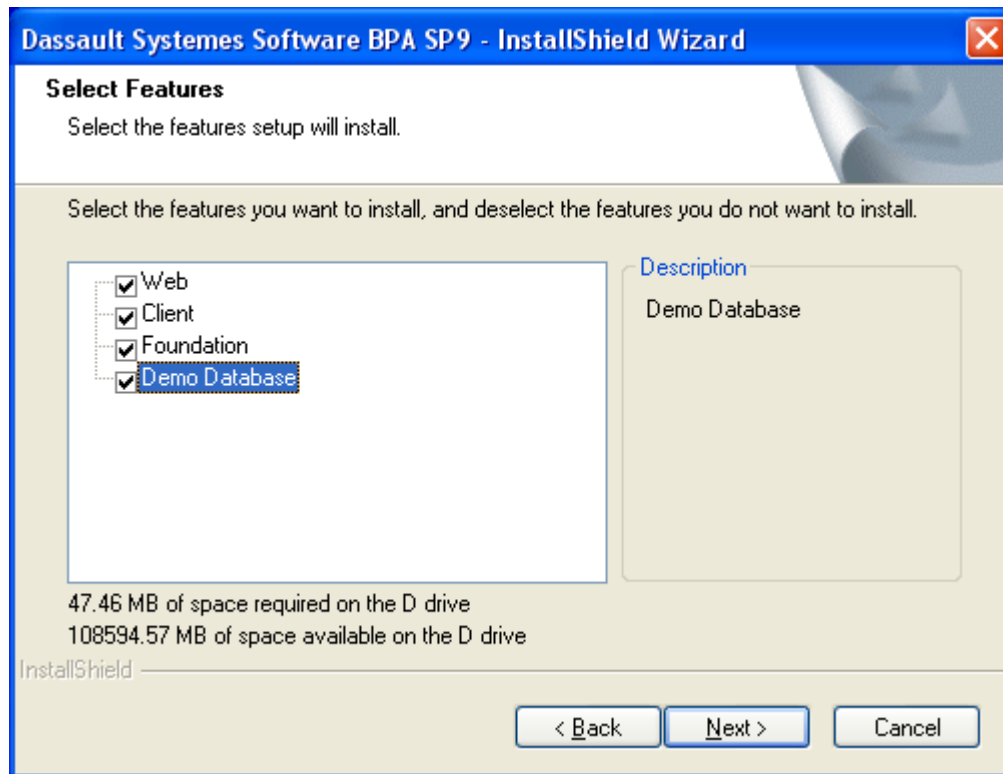 Dassault Systemes Software BPA SP9 - InstallShield Wizard
Select Features
Select the features setup will install.
Select the features you want to install, and deselect the features you do not want to install.
Web
Client
Foundation
Demo Database
Description
Demo Database
47.46 MB of space required on the D drive
108594.57 MB of space available on the D drive
InstallShield
< Back
Next >
Cancel